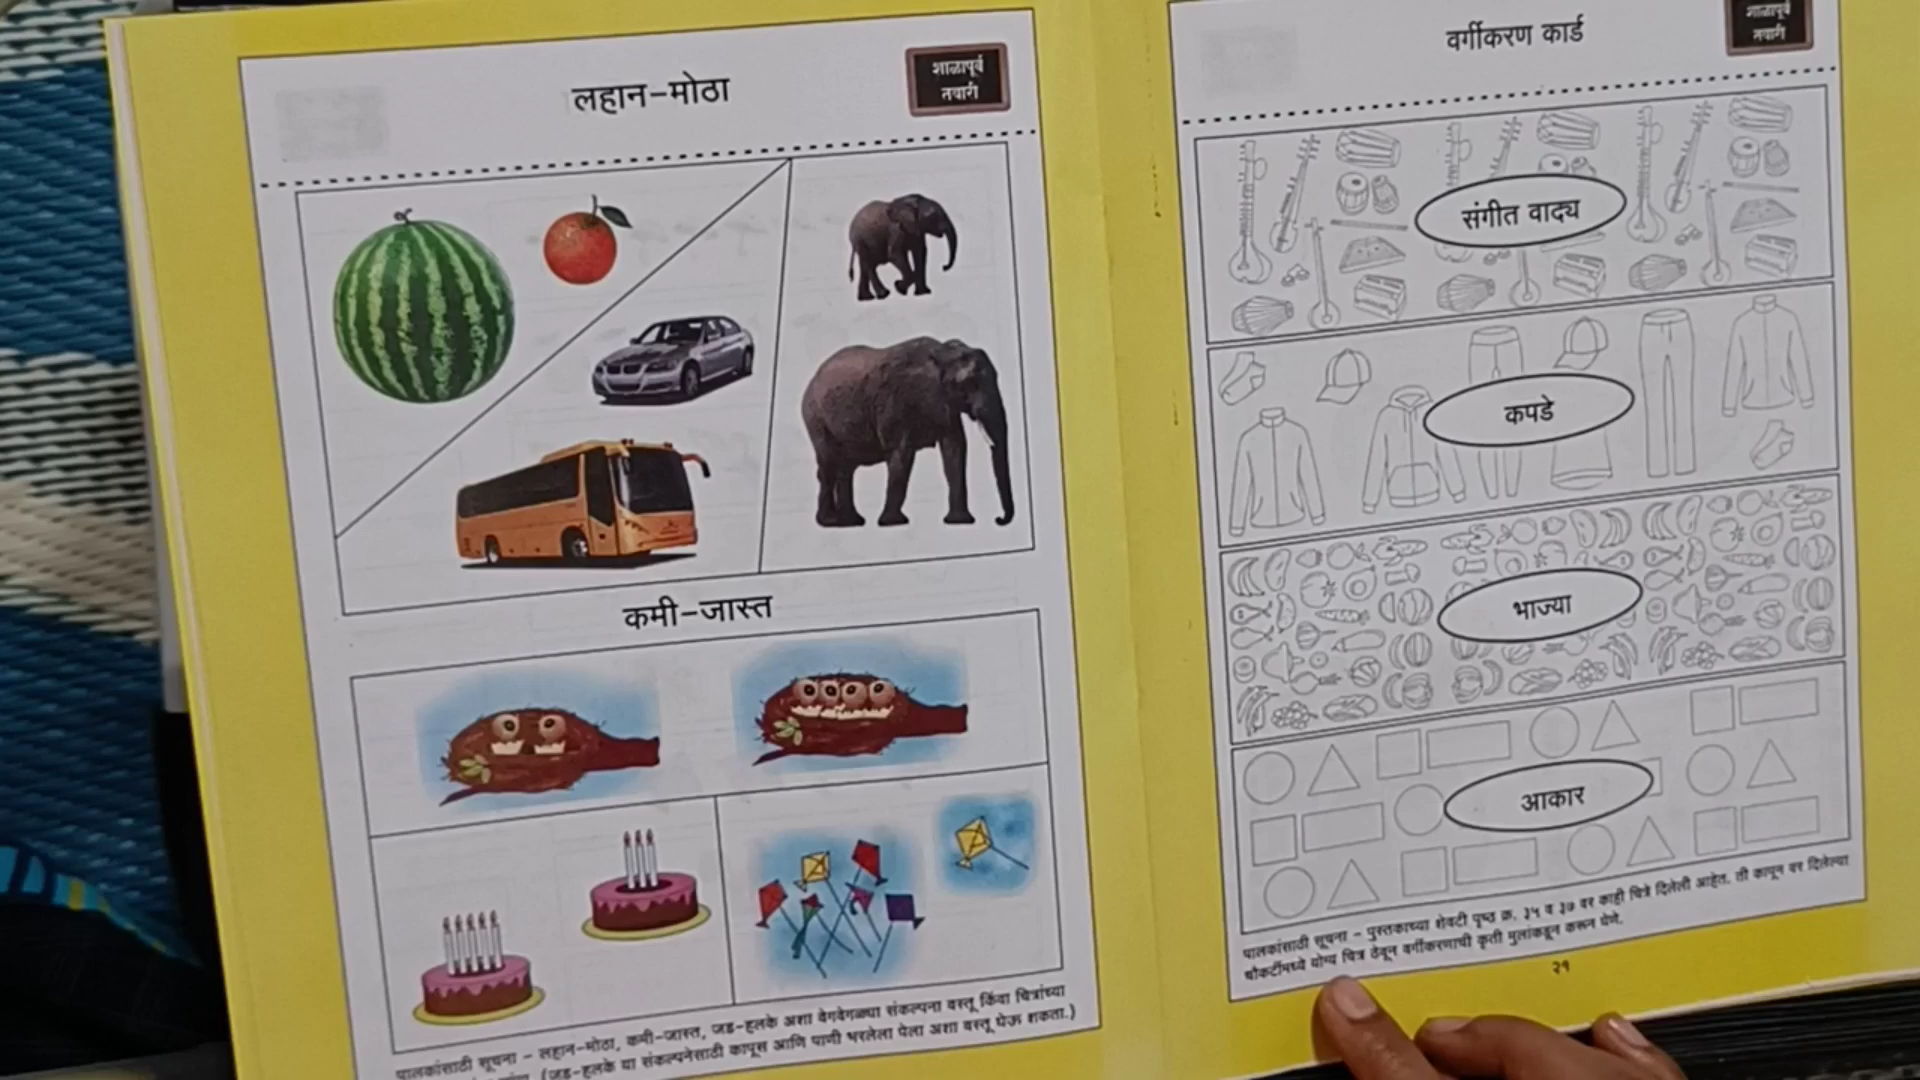 लहान-मोठा
शाळापूर्व
तयारी
कमी-जास्त
पालकांसाठी सूचना - लहान-मोठा, कमी-जास्त, जड-हलके अशा वेगवेगळ्या संकल्पना वस्तू किंवा चित्रांच्या
(जड-हलके या संकल्पनेसाठी कापूस आणि पाणी भरलेला पेला अशा वस्तू घेऊ शकता.)
वर्गीकरण कार्ड
शाळापूर्व
तयारी
संगीत वाद्य
कपडे
भाज्या
आकार
पालकांसाठी सूचना - पुस्तकाच्या शेवटी पृष्ठ क्र. ३५ व ३७ वर काही चित्रे दिलेली आहेत. ती कापून वर दिलेल्या
चौकटींमध्ये योग्य चित्र ठेवून वर्गीकरणाची कृती मुलांकडून करून घेणे.
२१